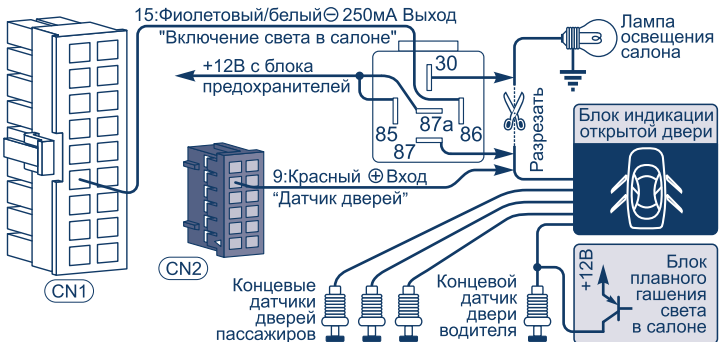 15:Фиолетовый/белый⊖ 250мА Выход
"Включение света в салоне"
+12В с блока
предохранителей
30
85
87а
86
87
Разрезать
Лампа
освещения
салона
Блок индикации
открытой двери
9:Красный ⊕ Вход
“Датчик дверей”
CN1
CN2
Концевые
датчики
дверей
пассажиров
Концевой
датчик
двери
водителя
+12В
Блок
плавного
гашения
света
в салоне